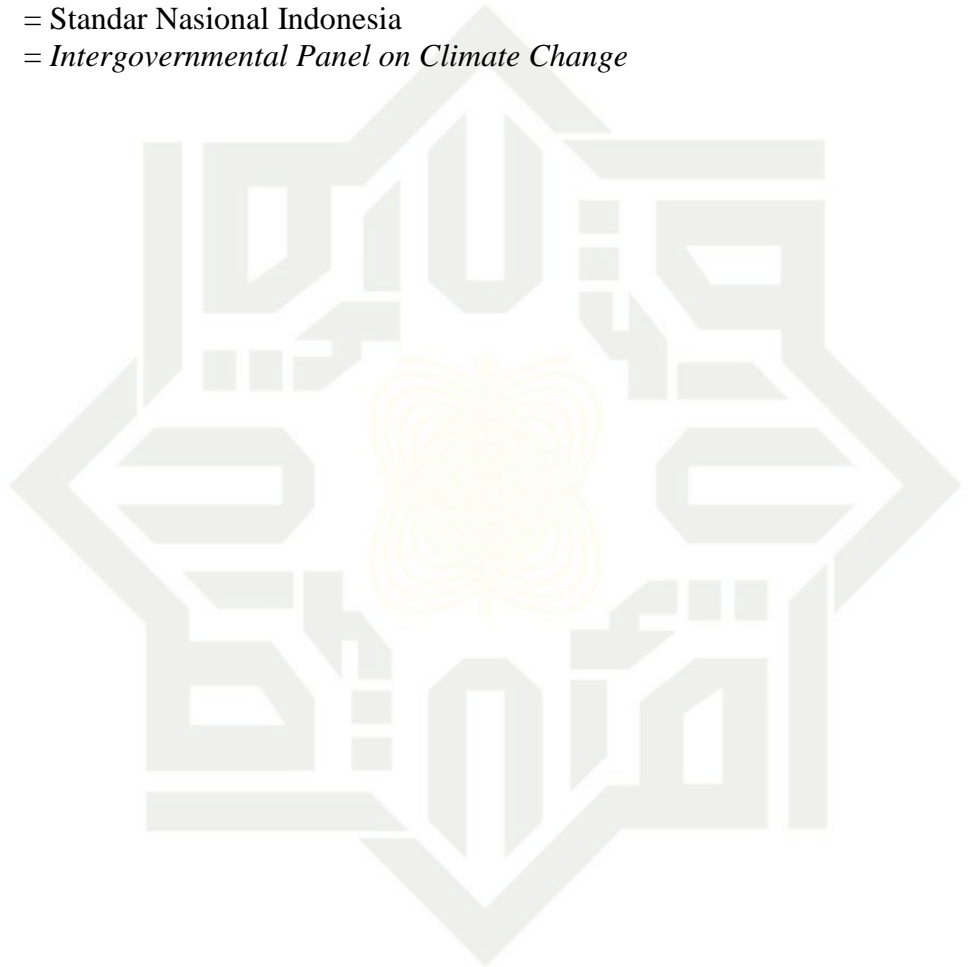 = Standar Nasional Indonesia
= Intergovernmental Panel on Climate Change